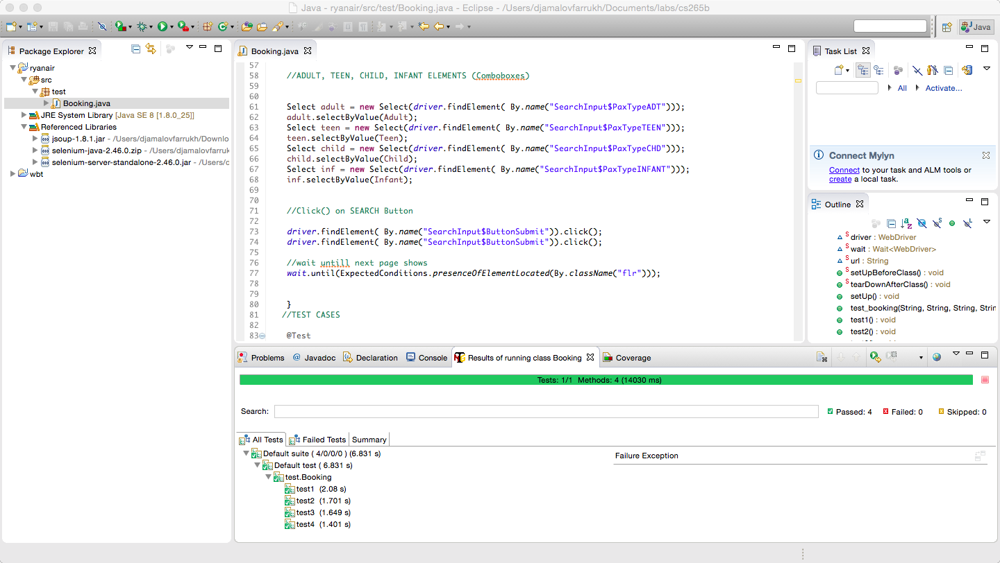 Java - ryanair/src/test/Booking.java - Eclipse - /Users/djamalovfarrukh/Documents/labs/cs265b
Java
Package Explorer
ryanair
src
test
Booking.java
JRE System Library [Java SE 8 [1.8.0_25]]
Referenced Libraries
jsoup-1.8.1.jar - /Users/djamalovfarrukh/Downlo
selenium-java-2.46.0.zip - /Users/djamalovfarruk
selenium-server-standalone-2.46.0.jar - /Users/c
wbt
Booking.java
57
58 //ADULT, TEEN, CHILD, INFANT ELEMENTS (Comboboxes)
59
60
61 Select adult = new Select(driver.findElement( By.name("SearchInput$PaxTypeADT")));
62 adult.selectByValue(Adult);
63 Select teen = new Select(driver.findElement( By.name("SearchInput$PaxTypeTEEN")));
64 teen.selectByValue(Teen);
65 Select child = new Select(driver.findElement( By.name("SearchInput$PaxTypeCHD")));
66 child.selectByValue(Child);
67 Select inf = new Select(driver.findElement( By.name("SearchInput$PaxTypeINFANT")));
68 inf.selectByValue(Infant);
69
70
71 //Click() on SEARCH Button
72
73 driver.findElement( By.name("SearchInput$ButtonSubmit")).click();
74 driver.findElement( By.name("SearchInput$ButtonSubmit")).click();
75
76 //wait untill next page shows
77 wait.until(ExpectedConditions.presenceOfElementLocated(By.className("flr")));
78
79
80 }
81 //TEST CASES
82
83 @Test
Task List
All Activate...
Connect Mylyn
Connect to your task and ALM tools or
create a local task.
Outline
driver : WebDriver
wait : Wait<WebDriver>
url : String
setUpBeforeClass() : void
tearDownAfterClass() : void
setUp() : void
test_booking(String, String, String, Strin
test1() : void
test2() : void
Problems @ Javadoc Declaration Console Results of running class Booking Coverage
Tests: 1/1 Methods: 4 (14030 ms)
Search: Passed: 4 Failed: 0 Skipped: 0
All Tests Failed Tests Summary
Default suite ( 4/0/0/0 ) (6.831 s)
Default test ( 6.831 s)
test.Booking
test1 (2.08 s)
test2 (1.701 s)
test3 (1.649 s)
test4 (1.401 s)
Failure Exception